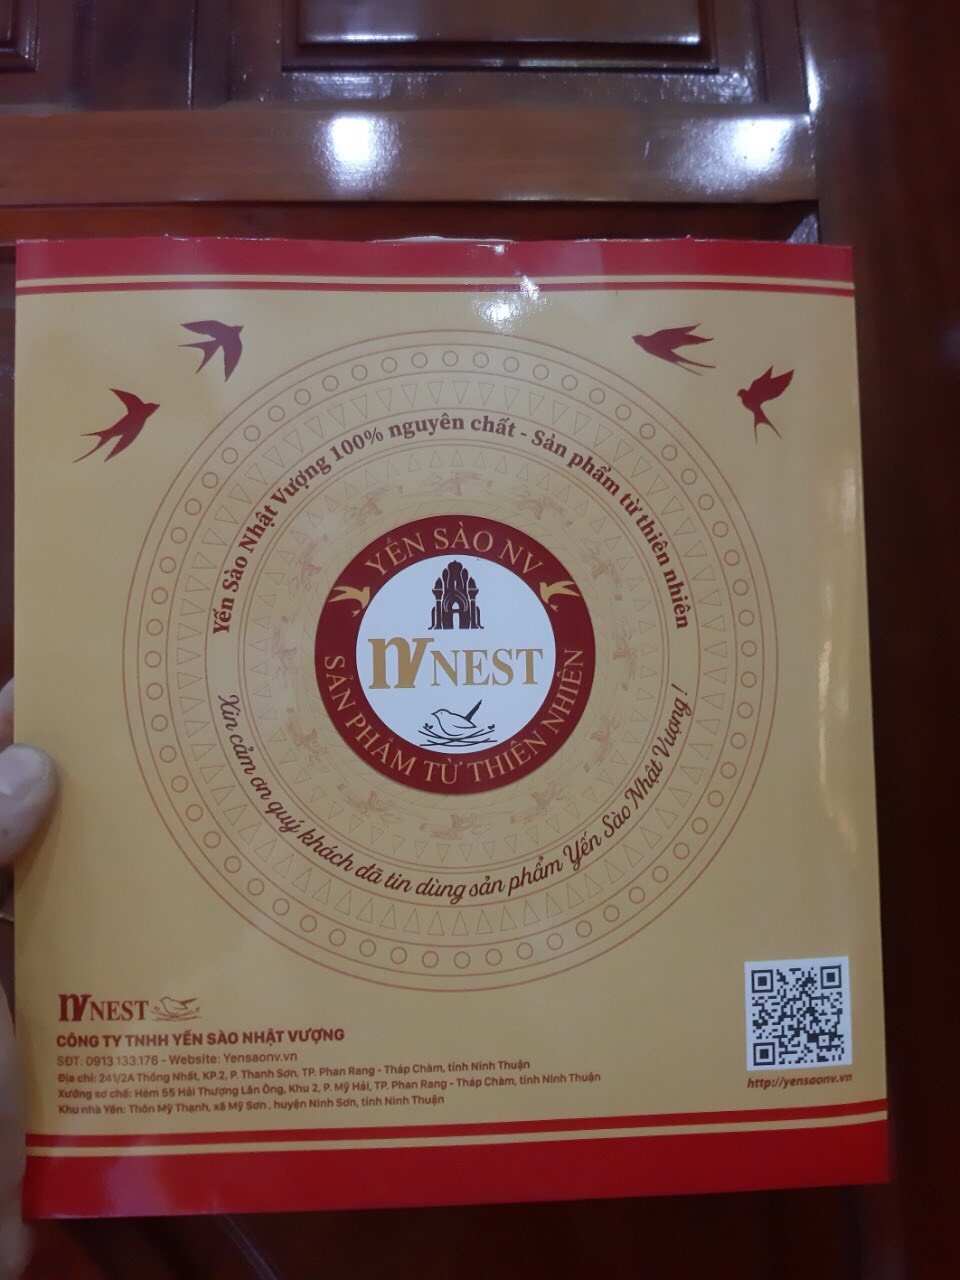 Yến Sào Nhật Vượng 100% nguyên chất - Sản phẩm từ thiên nhiên
YẾN SÀO NV
NV NEST
SẢN PHẨM TỪ THIÊN NHIÊN
Xin cảm ơn quý khách đã tin dùng sản phẩm Yến Sào Nhật Vượng !
NV NEST
CÔNG TY TNHH YẾN SÀO NHẬT VƯỢNG
SĐT: 0913.133.176 - Website: Yensaonv.vn
Địa chỉ: 241/2A Thống Nhất, KP.2, P. Thanh Sơn, TP. Phan Rang - Tháp Chàm, tỉnh Ninh Thuận
Xưởng sơ chế: Hẻm 55 Hải Thượng Lãn Ông, Khu 2, P. Mỹ Hải, TP. Phan Rang - Tháp Chàm, tỉnh Ninh Thuận
Khu nhà Yến: Thôn Mỹ Thạnh, xã Mỹ Sơn , huyện Ninh Sơn, tỉnh Ninh Thuận
http://yensaonv.vn